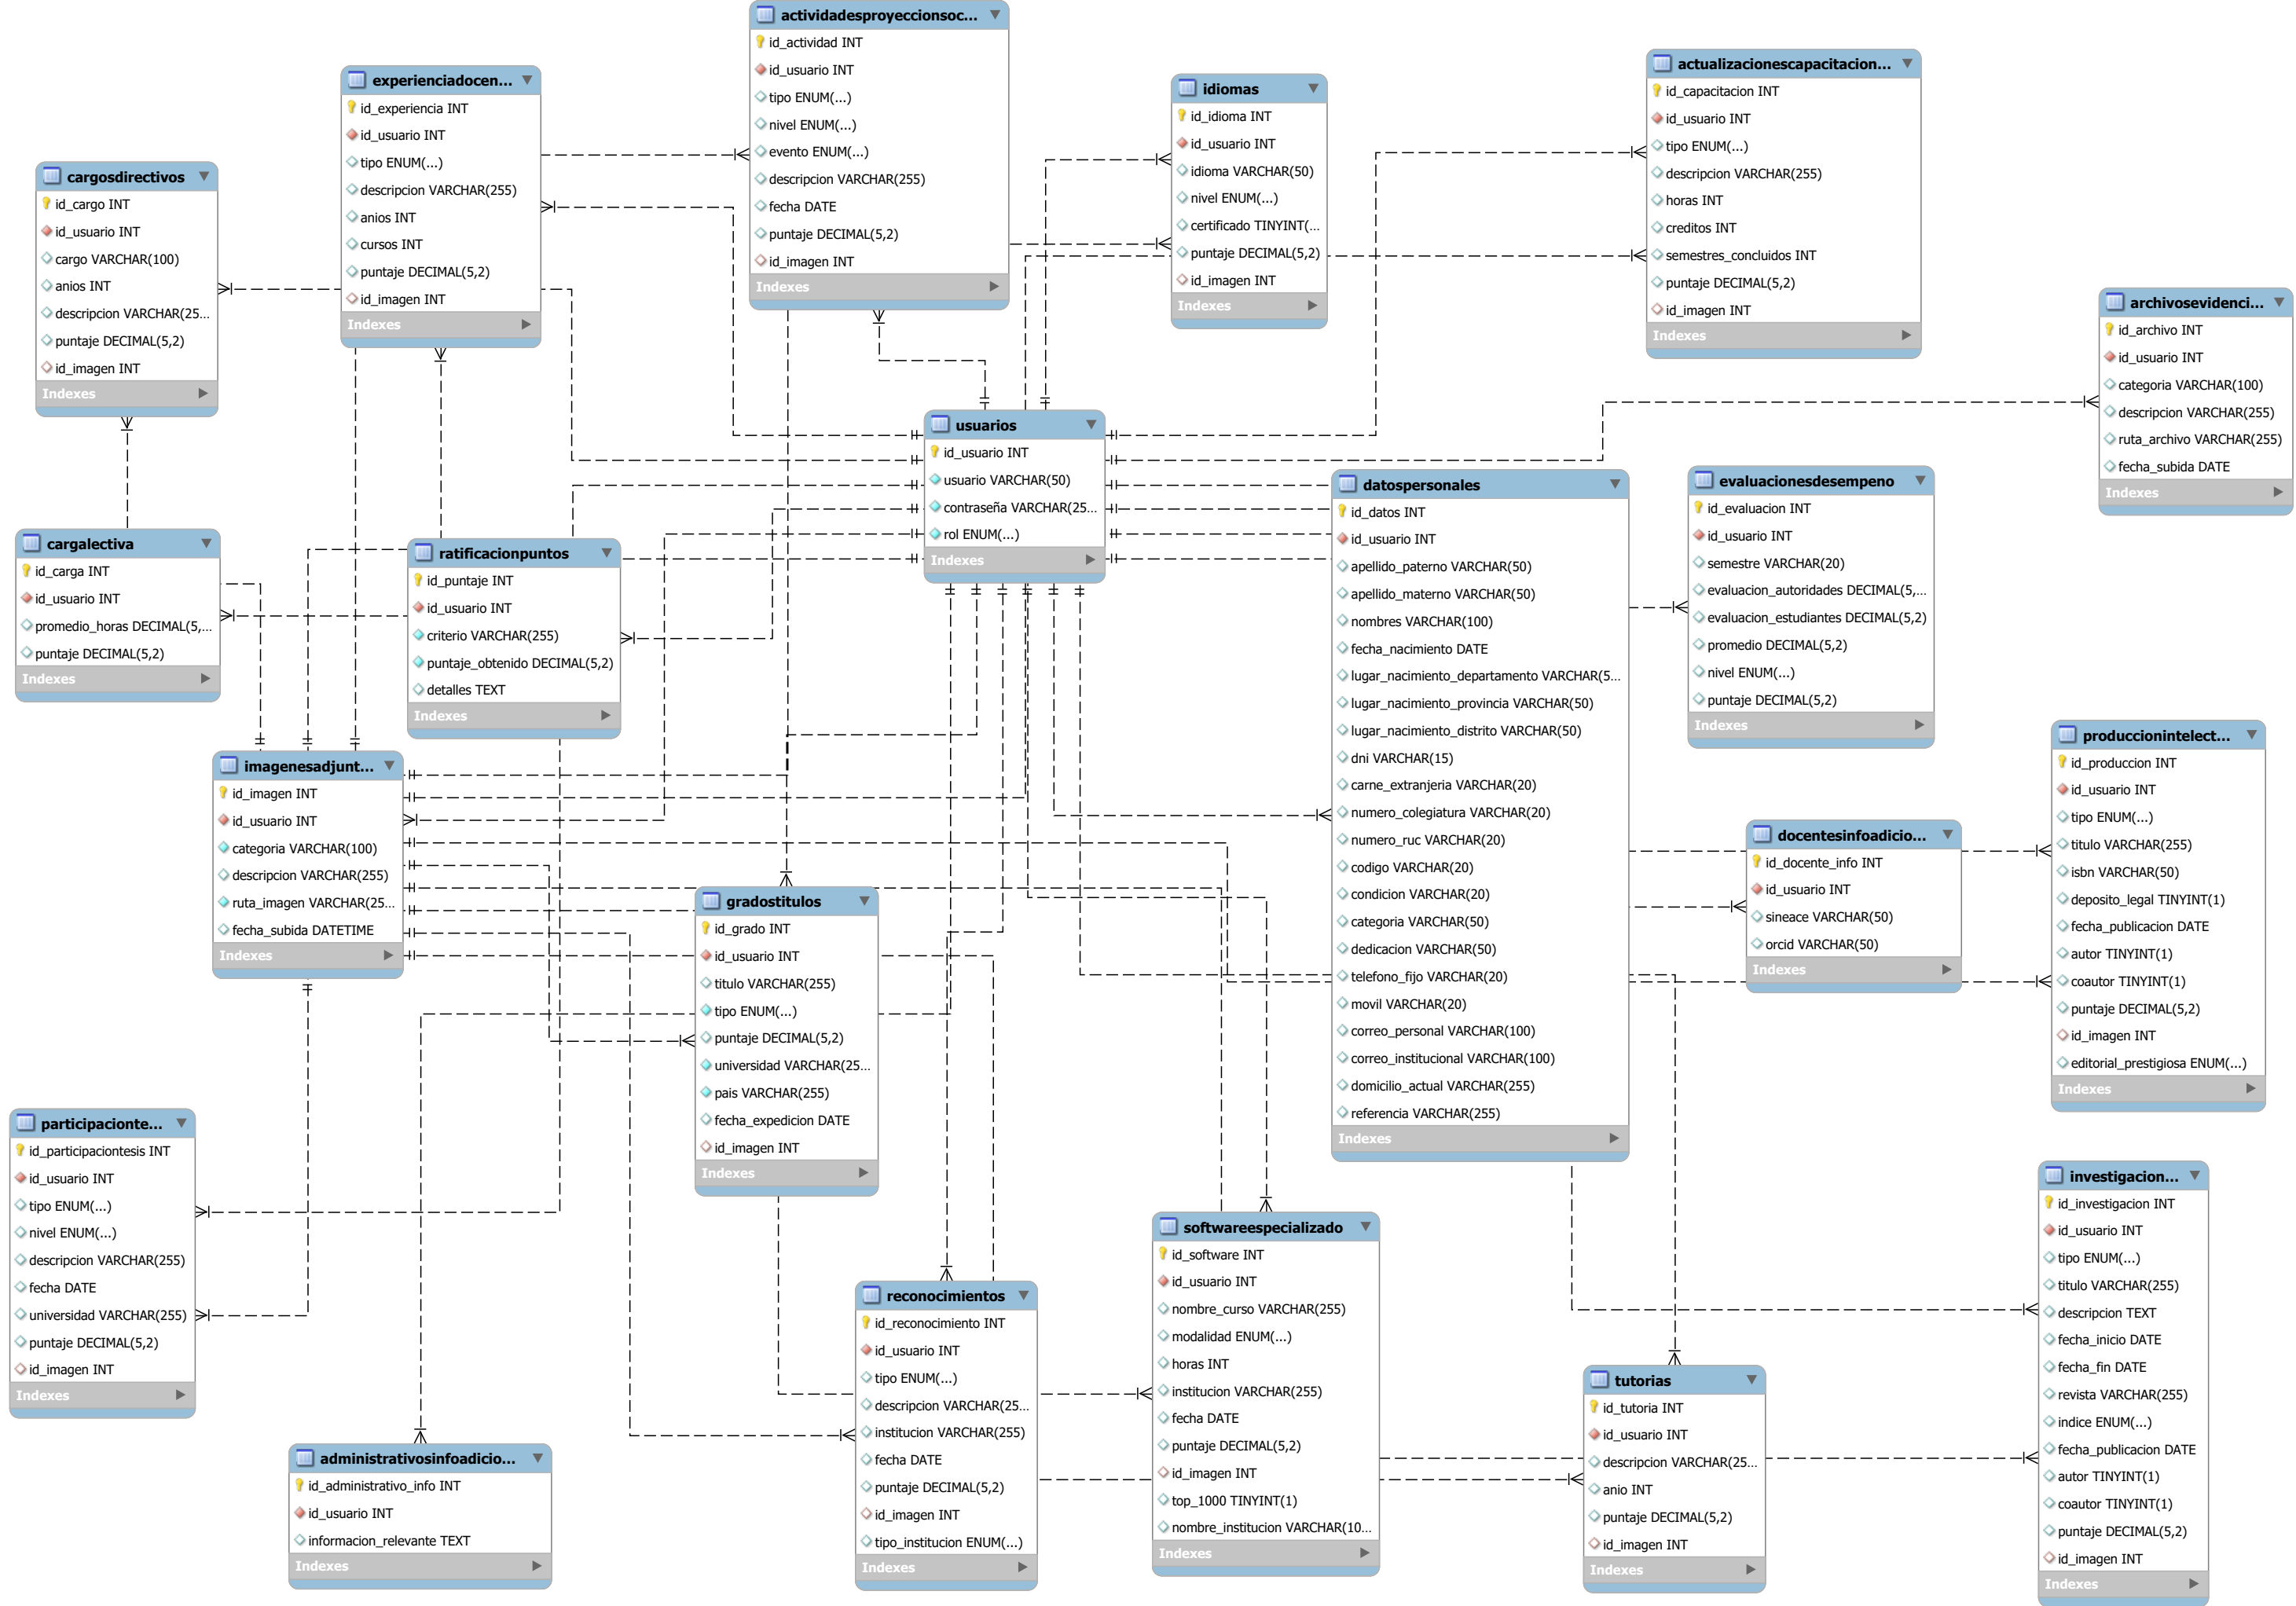 actividadesproyeccionsoc...
id_actividad INT
id_usuario INT
tipo ENUM(...)
nivel ENUM(...)
evento ENUM(...)
descripcion VARCHAR(255)
fecha DATE
puntaje DECIMAL(5,2)
id_imagen INT
Indexes
experienciadocen...
id_experiencia INT
id_usuario INT
tipo ENUM(...)
descripcion VARCHAR(255)
anios INT
cursos INT
puntaje DECIMAL(5,2)
id_imagen INT
Indexes
idiomas
id_idioma INT
id_usuario INT
idioma VARCHAR(50)
nivel ENUM(...)
certificado TINYINT(...
puntaje DECIMAL(5,2)
id_imagen INT
Indexes
actualizacionescapacitacion...
id_capacitacion INT
id_usuario INT
tipo ENUM(...)
descripcion VARCHAR(255)
horas INT
creditos INT
semestres_concluidos INT
puntaje DECIMAL(5,2)
id_imagen INT
Indexes
cargosdirectivos
id_cargo INT
id_usuario INT
cargo VARCHAR(100)
anios INT
descripcion VARCHAR(25...
puntaje DECIMAL(5,2)
id_imagen INT
Indexes
archivosevidenci...
id_archivo INT
id_usuario INT
categoria VARCHAR(100)
descripcion VARCHAR(255)
ruta_archivo VARCHAR(255)
fecha_subida DATE
Indexes
usuarios
id_usuario INT
usuario VARCHAR(50)
contraseña VARCHAR(25...
rol ENUM(...)
Indexes
datospersonales
id_datos INT
id_usuario INT
apellido_paterno VARCHAR(50)
apellido_materno VARCHAR(50)
nombres VARCHAR(100)
fecha_nacimiento DATE
lugar_nacimiento_departamento VARCHAR(5...
lugar_nacimiento_provincia VARCHAR(50)
lugar_nacimiento_distrito VARCHAR(50)
dni VARCHAR(15)
carne_extranjeria VARCHAR(20)
numero_colegiatura VARCHAR(20)
numero_ruc VARCHAR(20)
codigo VARCHAR(20)
condicion VARCHAR(20)
categoria VARCHAR(50)
dedicacion VARCHAR(50)
telefono_fijo VARCHAR(20)
movil VARCHAR(20)
correo_personal VARCHAR(100)
correo_institucional VARCHAR(100)
domicilio_actual VARCHAR(255)
referencia VARCHAR(255)
Indexes
evaluacionesdesempeno
id_evaluacion INT
id_usuario INT
semestre VARCHAR(20)
evaluacion_autoridades DECIMAL(5,...
evaluacion_estudiantes DECIMAL(5,2)
promedio DECIMAL(5,2)
nivel ENUM(...)
puntaje DECIMAL(5,2)
Indexes
cargalectiva
id_carga INT
id_usuario INT
promedio_horas DECIMAL(5,...
puntaje DECIMAL(5,2)
Indexes
ratificacionpuntos
id_puntaje INT
id_usuario INT
criterio VARCHAR(255)
puntaje_obtenido DECIMAL(5,2)
detalles TEXT
Indexes
imagenesadjunt...
id_imagen INT
id_usuario INT
categoria VARCHAR(100)
descripcion VARCHAR(255)
ruta_imagen VARCHAR(25...
fecha_subida DATETIME
Indexes
produccionintelect...
id_produccion INT
id_usuario INT
tipo ENUM(...)
titulo VARCHAR(255)
isbn VARCHAR(50)
deposito_legal TINYINT(1)
fecha_publicacion DATE
autor TINYINT(1)
coautor TINYINT(1)
puntaje DECIMAL(5,2)
id_imagen INT
editorial_prestigiosa ENUM(...)
Indexes
docentesinfoadicio...
id_docente_info INT
id_usuario INT
sineace VARCHAR(50)
orcid VARCHAR(50)
Indexes
gradostitulos
id_grado INT
id_usuario INT
titulo VARCHAR(255)
tipo ENUM(...)
puntaje DECIMAL(5,2)
universidad VARCHAR(25...
pais VARCHAR(255)
fecha_expedicion DATE
id_imagen INT
Indexes
participacionte...
id_participaciontesis INT
id_usuario INT
tipo ENUM(...)
nivel ENUM(...)
descripcion VARCHAR(255)
fecha DATE
universidad VARCHAR(255)
puntaje DECIMAL(5,2)
id_imagen INT
Indexes
investigacion...
id_investigacion INT
id_usuario INT
tipo ENUM(...)
titulo VARCHAR(255)
descripcion TEXT
fecha_inicio DATE
fecha_fin DATE
revista VARCHAR(255)
indice ENUM(...)
fecha_publicacion DATE
autor TINYINT(1)
coautor TINYINT(1)
puntaje DECIMAL(5,2)
id_imagen INT
Indexes
softwareespecializado
id_software INT
id_usuario INT
nombre_curso VARCHAR(255)
modalidad ENUM(...)
horas INT
institucion VARCHAR(255)
fecha DATE
puntaje DECIMAL(5,2)
id_imagen INT
top_1000 TINYINT(1)
nombre_institucion VARCHAR(10...
Indexes
reconocimientos
id_reconocimiento INT
id_usuario INT
tipo ENUM(...)
descripcion VARCHAR(25...
institucion VARCHAR(255)
fecha DATE
puntaje DECIMAL(5,2)
id_imagen INT
tipo_institucion ENUM(...)
Indexes
tutorias
id_tutoria INT
id_usuario INT
descripcion VARCHAR(25...
anio INT
puntaje DECIMAL(5,2)
id_imagen INT
Indexes
administrativosinfoadicio...
id_administrativo_info INT
id_usuario INT
informacion_relevante TEXT
Indexes